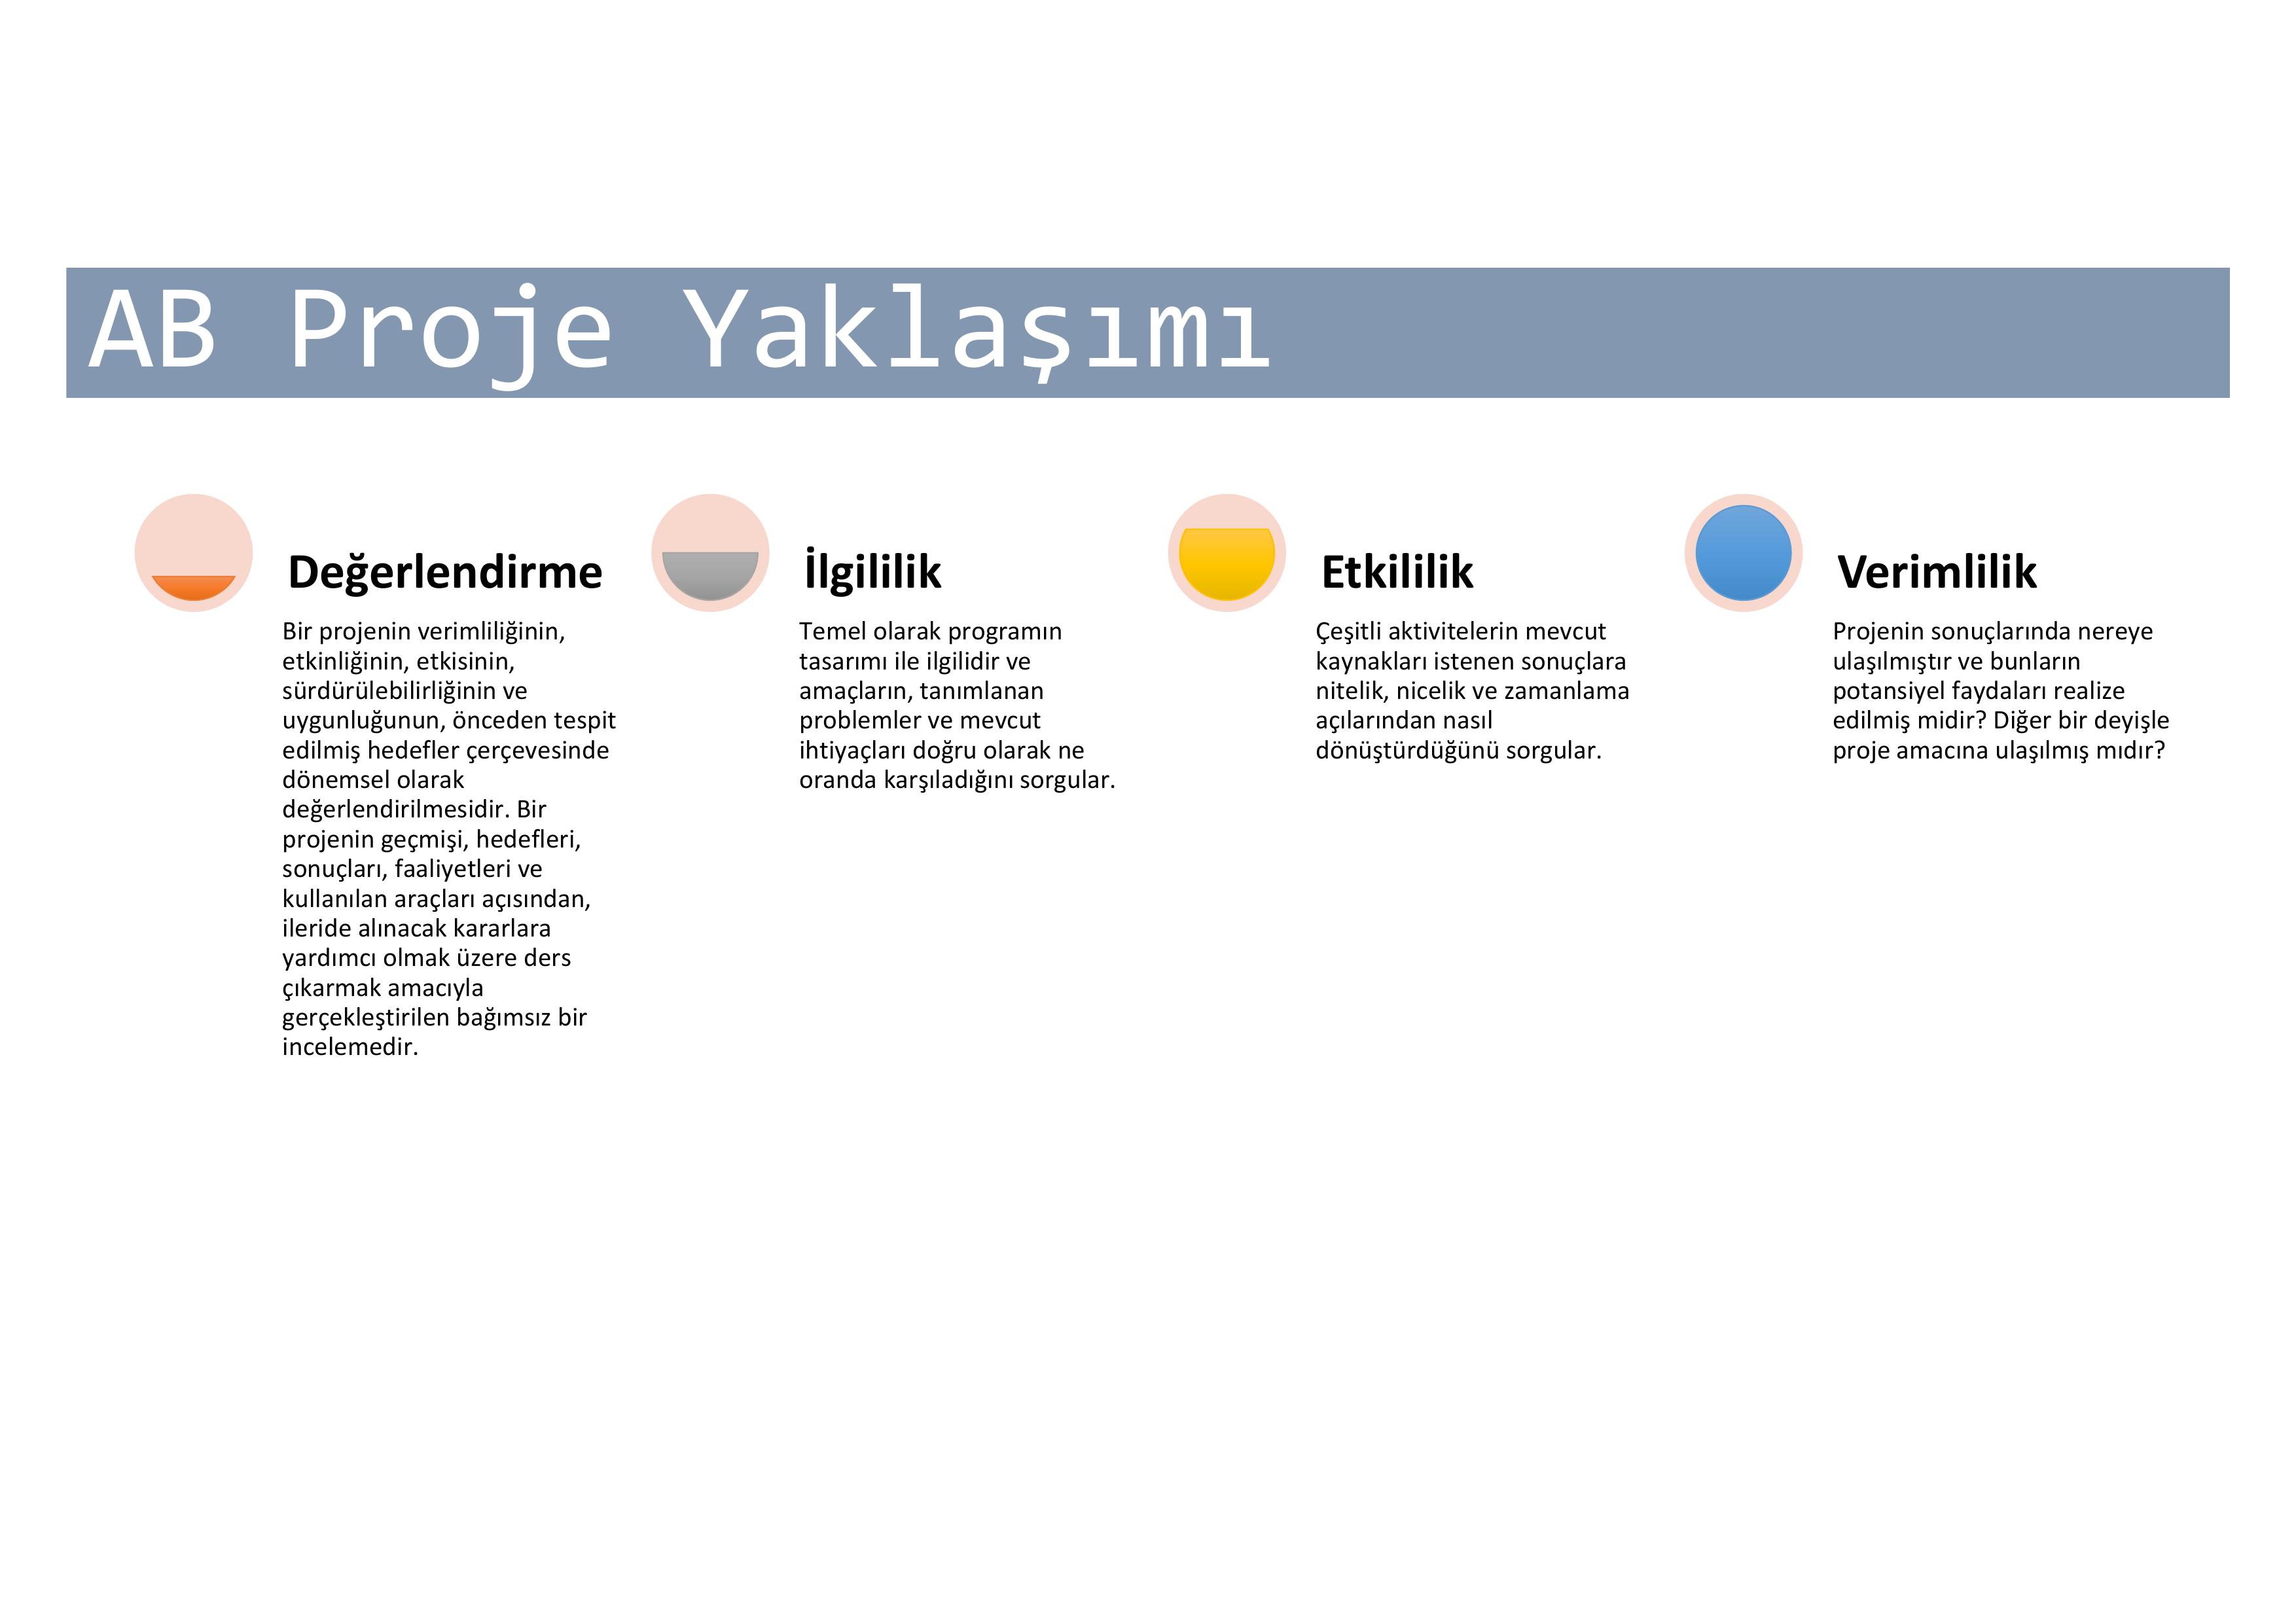 AB Proje Yaklaşımı
Değerlendirme
Bir projenin verimliliğinin,
etkinliğinin, etkisinin,
sürdürülebilirliğinin ve
uygunluğunun, önceden tespit
edilmiş hedefler çerçevesinde
dönemsel olarak
değerlendirilmesidir. Bir
projenin geçmişi, hedefleri,
sonuçları, faaliyetleri ve
kullanılan araçları açısından,
ileride alınacak kararlara
yardımcı olmak üzere ders
çıkarmak amacıyla
gerçekleştirilen bağımsız bir
incelemedir.
İlgililik
Temel olarak programın
tasarımı ile ilgilidir ve
amaçların, tanımlanan
problemler ve mevcut
ihtiyaçları doğru olarak ne
oranda karşıladığını sorgular.
Etkililik
Çeşitli aktivitelerin mevcut
kaynakları istenen sonuçlara
nitelik, nicelik ve zamanlama
açılarından nasıl
dönüştürdüğünü sorgular.
Verimlilik
Projenin sonuçlarında nereye
ulaşılmıştır ve bunların
potansiyel faydaları realize
edilmiş midir? Diğer bir deyişle
proje amacına ulaşılmış mıdır?